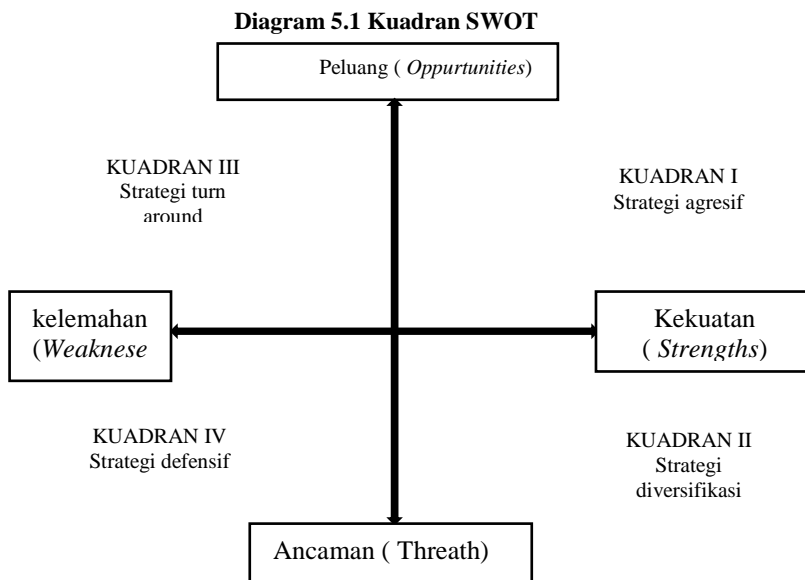 Diagram 5.1 Kuadran SWOT
Peluang ( Oppurtunities)
KUADRAN III
Strategi turn
around
KUADRAN I
Strategi agresif
kelemahan
(Weaknese
Kekuatan
( Strengths)
KUADRAN IV
Strategi defensif
KUADRAN II
Strategi
diversifikasi
Ancaman ( Threath)